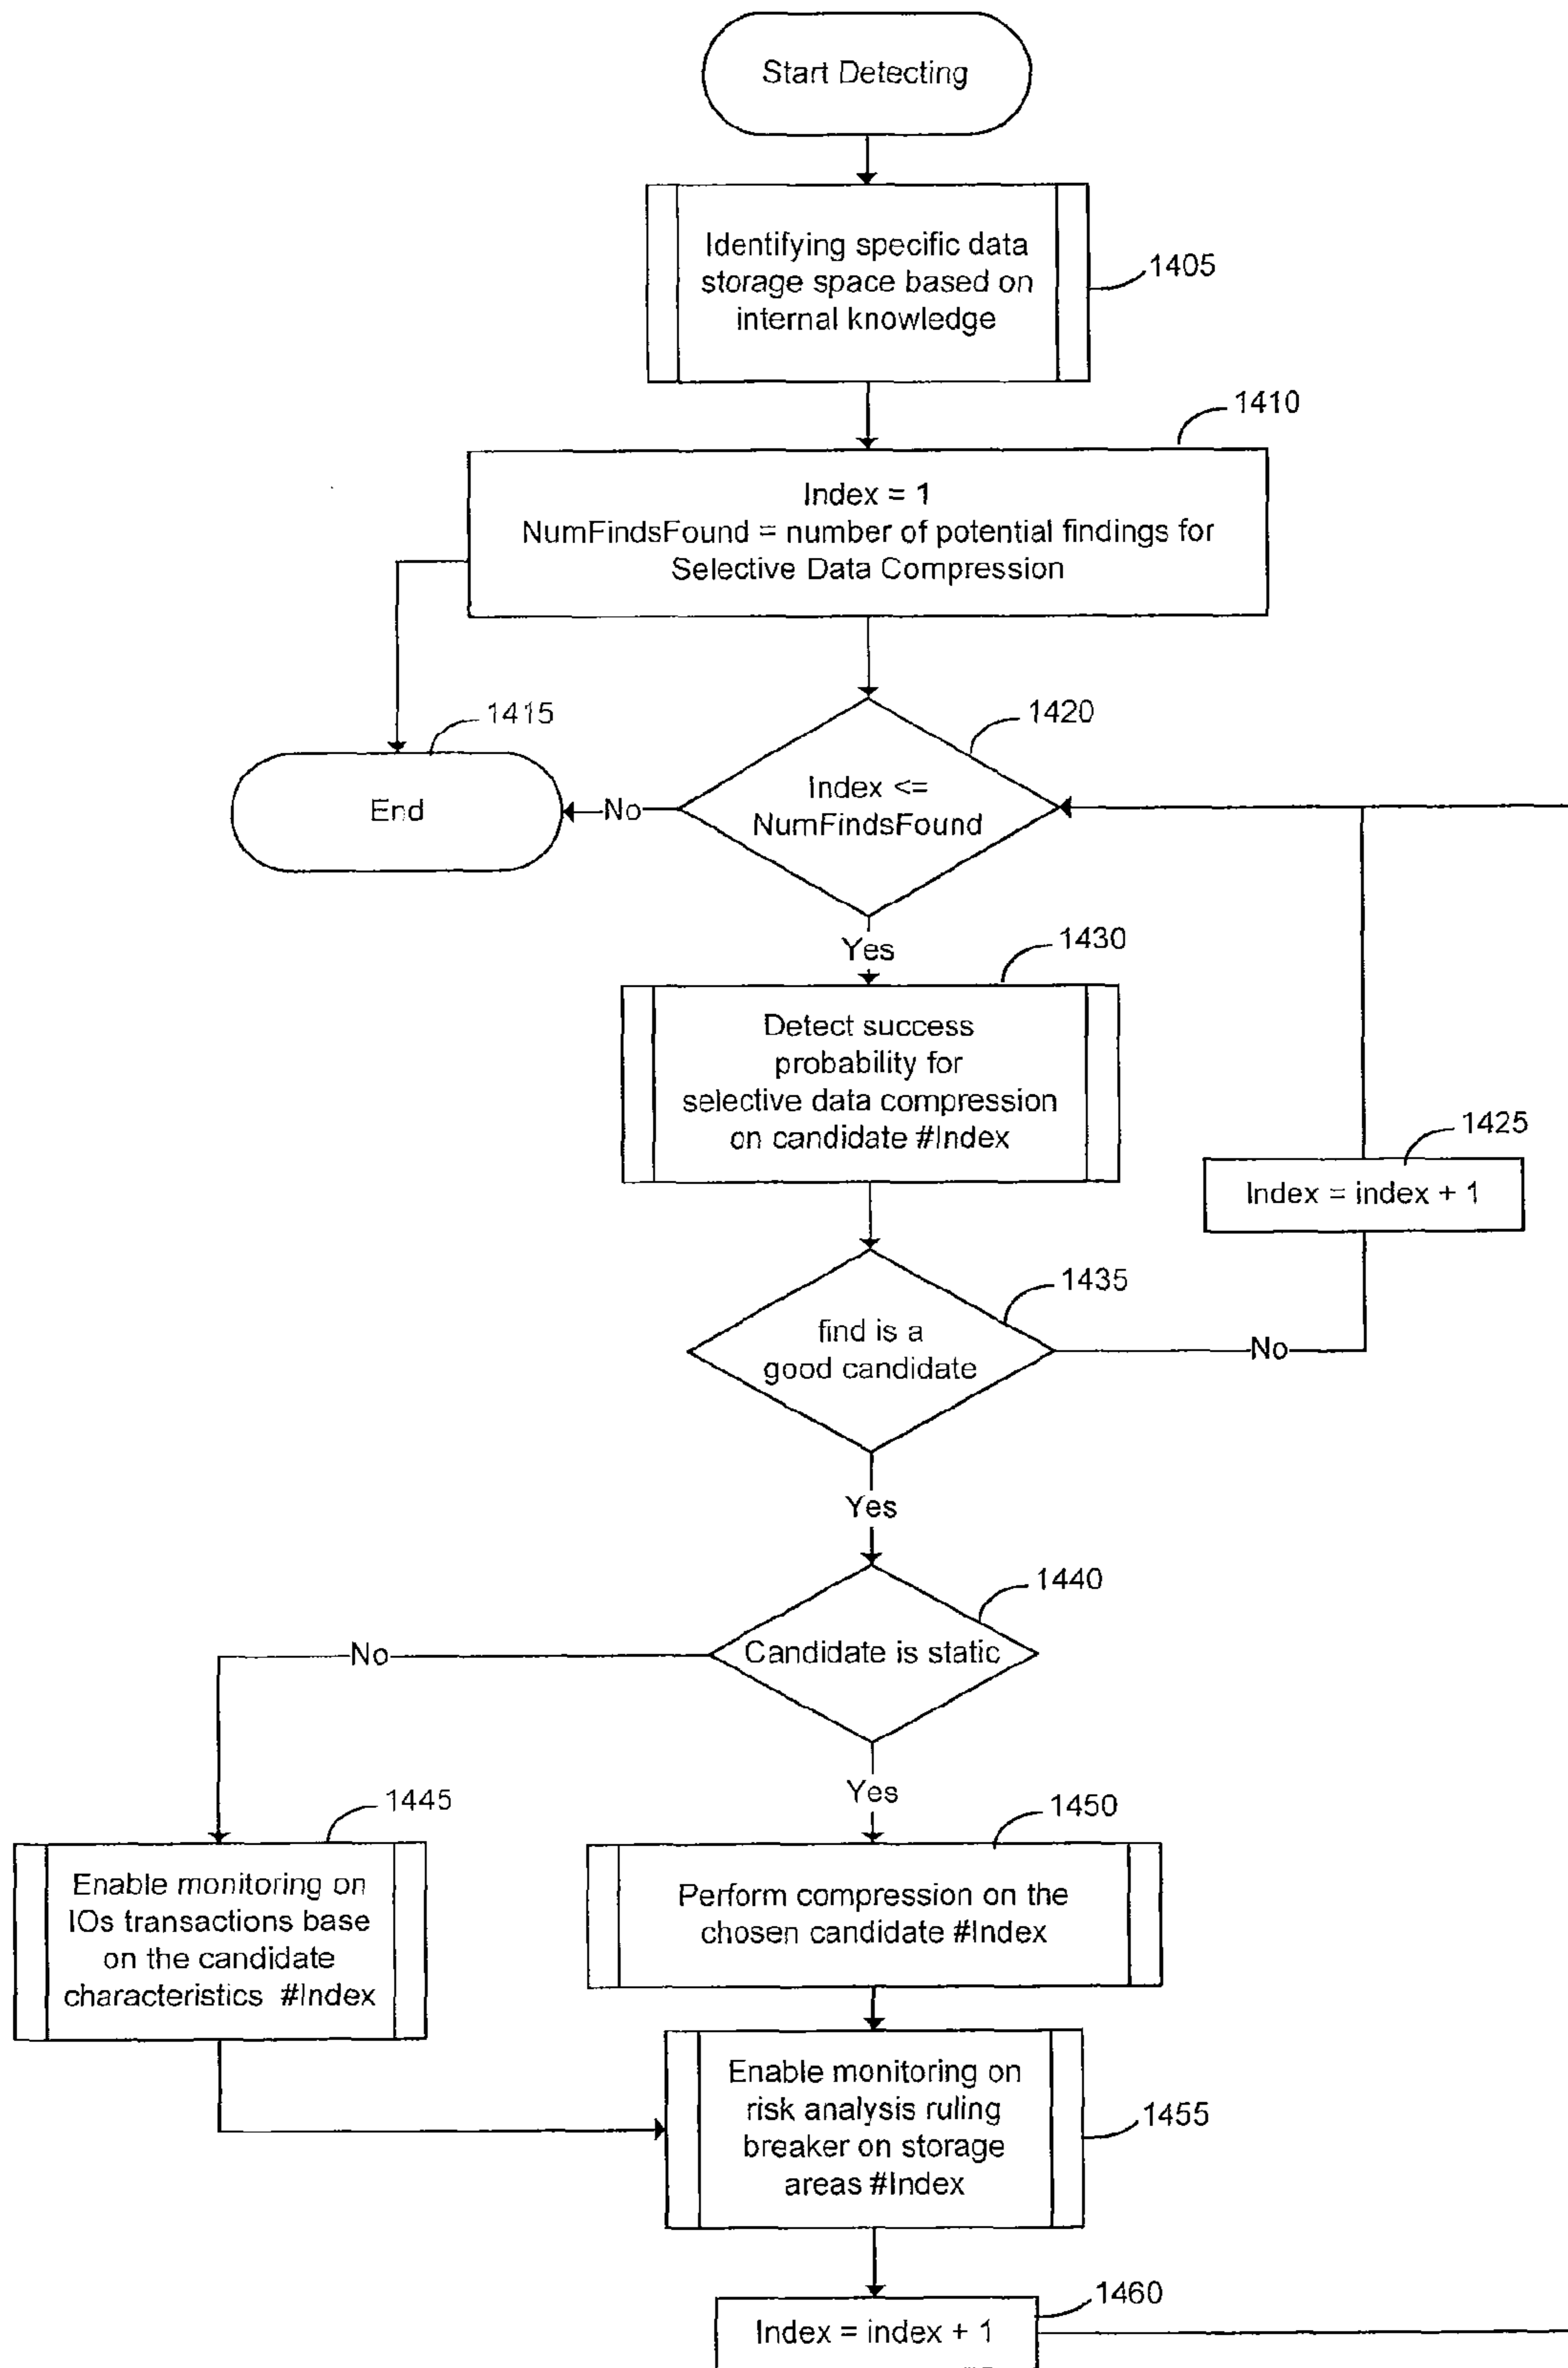 Start Detecting
Identifying specific data
storage space based on
internal knowledge
1405
1410
Index = 1
NumFindsFound = number of potential findings for
Selective Data Compression
1415
End
No
1420
Index <=
NumFindsFound
Yes
1430
Detect success
probability for
selective data compression
on candidate #Index
1425
Index = index + 1
1435
find is a
good candidate
No
Yes
1440
Candidate is static
No
Yes
1445
Enable monitoring on
IOs transactions base
on the candidate
characteristics #Index
1450
Perform compression on the
chosen candidate #Index
Enable monitoring on
risk analysis ruling
breaker on storage
areas #Index
1455
1460
Index = index + 1